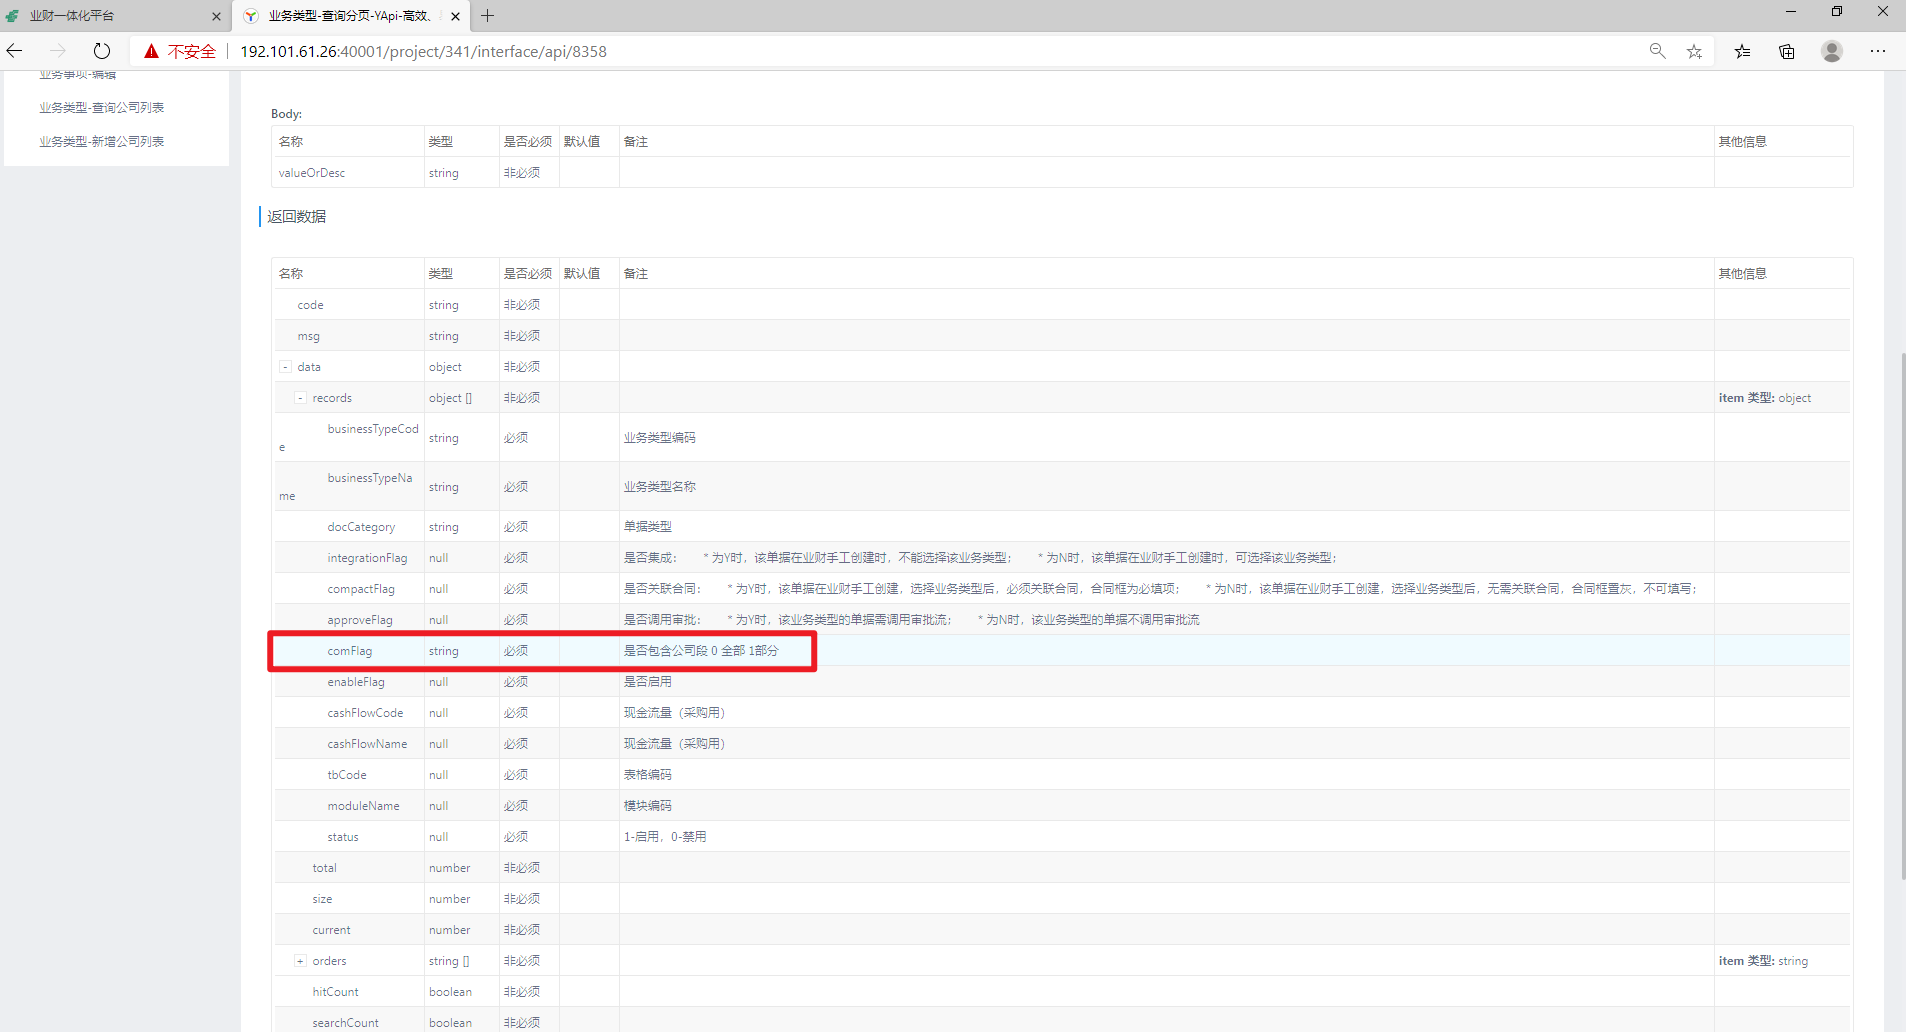 业财一体化平台
业务类型-查询分页-YApi-高效、
不安全
192.101.61.26:40001/project/341/interface/api/8358
业务事项-编辑
业务类型-查询公司列表
业务类型-新增公司列表
Body:
名称 类型 是否必须 默认值 备注 其他信息
valueOrDesc string 非必须
返回数据
名称 类型 是否必须 默认值 备注 其他信息
code string 非必须
msg string 非必须
- data object 非必须
- records object [] 非必须 item 类型: object
businessTypeCod
e string 必须 业务类型编码
businessTypeNa
me string 必须 业务类型名称
docCategory string 必须 单据类型
integrationFlag null 必须 是否集成： * 为Y时，该单据在业财手工创建时，不能选择该业务类型； * 为N时，该单据在业财手工创建时，可选择该业务类型；
compactFlag null 必须 是否关联合同： * 为Y时，该单据在业财手工创建，选择业务类型后，必须关联合同，合同框为必填项； * 为N时，该单据在业财手工创建，选择业务类型后，无需关联合同，合同框置灰，不可填写；
approveFlag null 必须 是否调用审批： * 为Y时，该业务类型的单据需调用审批流； * 为N时，该业务类型的单据不调用审批流
comFlag string 必须 是否包含公司段 0 全部 1部分
enableFlag null 必须 是否启用
cashFlowCode null 必须 现金流量（采购用）
cashFlowName null 必须 现金流量（采购用）
tbCode null 必须 表格编码
moduleName null 必须 模块编码
status null 必须 1-启用，0-禁用
total number 非必须
size number 非必须
current number 非必须
+ orders string [] 非必须 item 类型: string
hitCount boolean 非必须
searchCount boolean 非必须